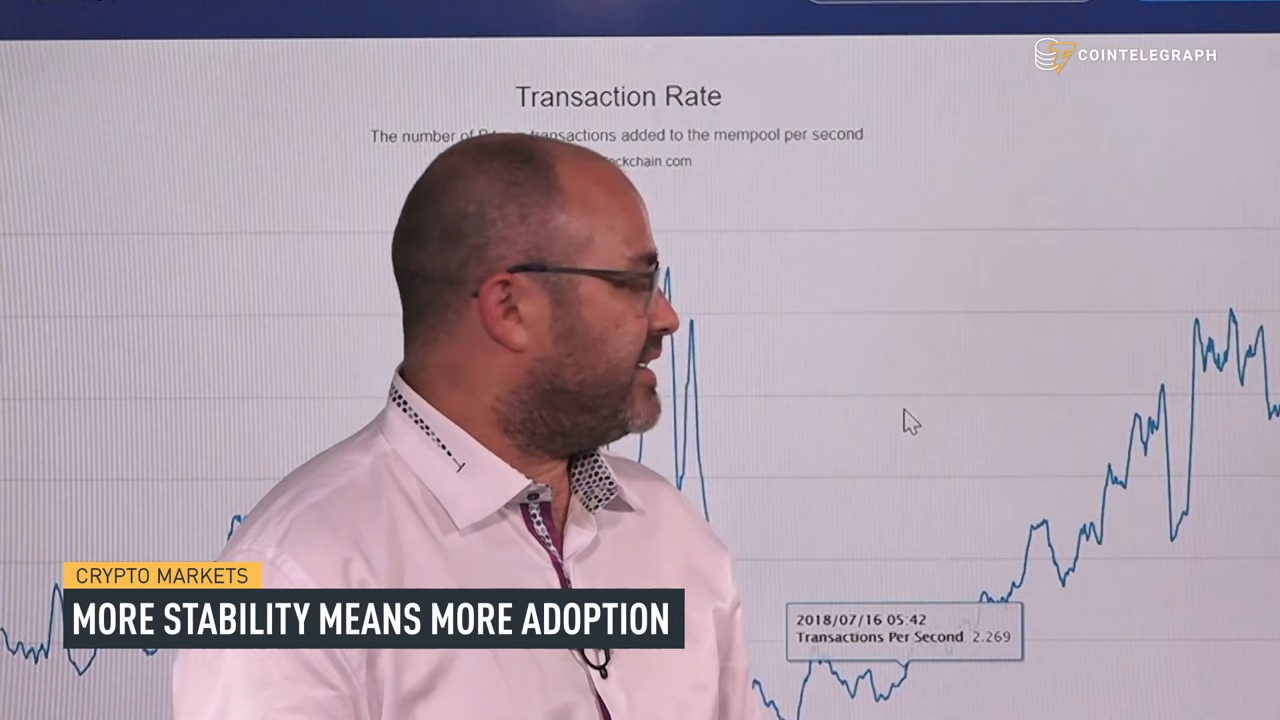 COINTELEGRAPH
Transaction Rate
The number of transactions added to the mempool per second
ckchain.com
CRYPTO MARKETS
MORE STABILITY MEANS MORE ADOPTION
2018/07/16 05:42
Transactions Per Second 2.269